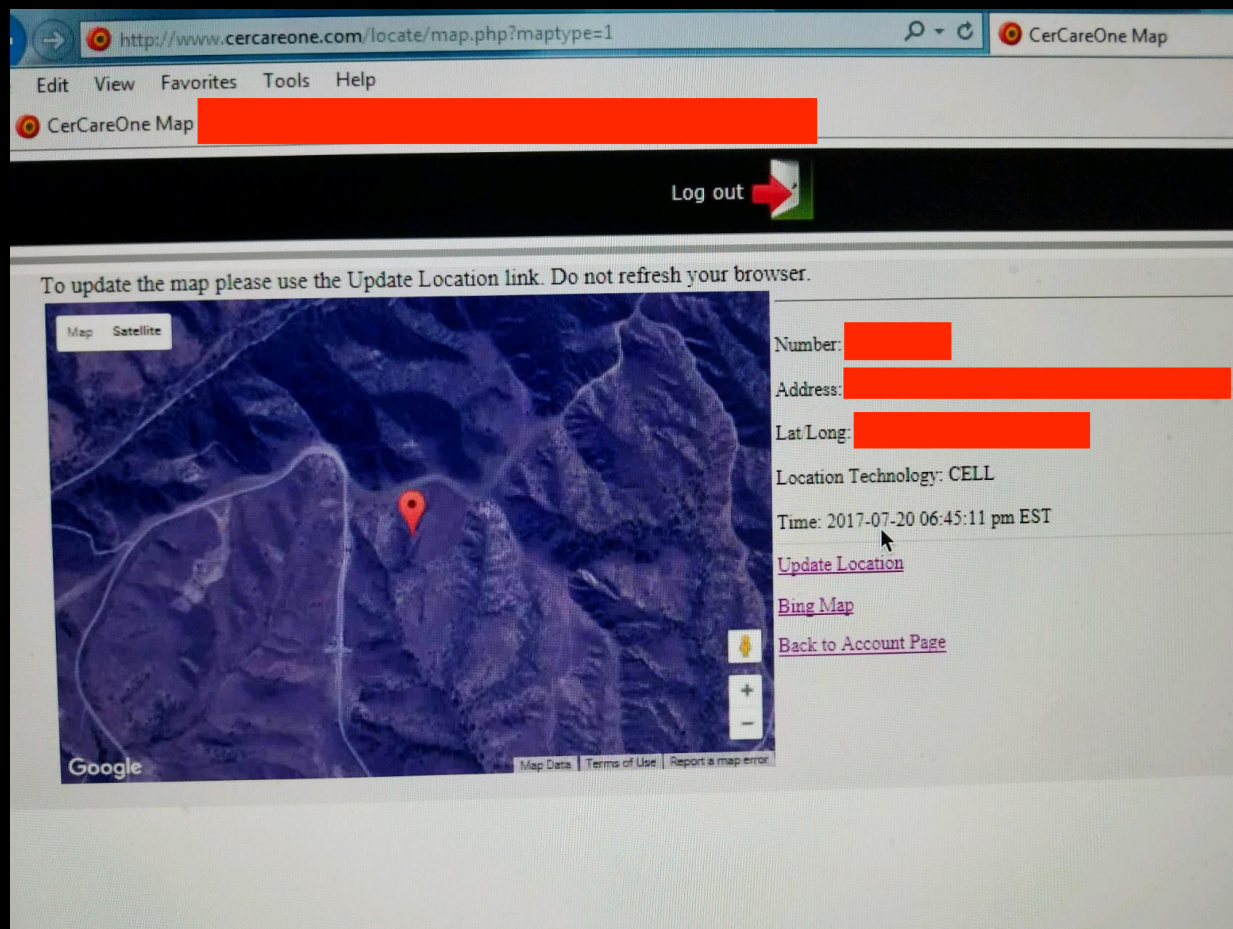 http://www.cercareone.com/locate/map.php?maptype=1
CerCareOne Map
Edit View Favorites Tools Help
CerCareOne Map
Log out
To update the map please use the Update Location link. Do not refresh your browser.
Map Satellite
Number:
Address:
Lat/Long:
Location Technology: CELL
Time: 2017-07-20 06:45:11 pm EST
Update Location
Bing Map
Back to Account Page
+
−
Google
Map Data Terms of Use Report a map error